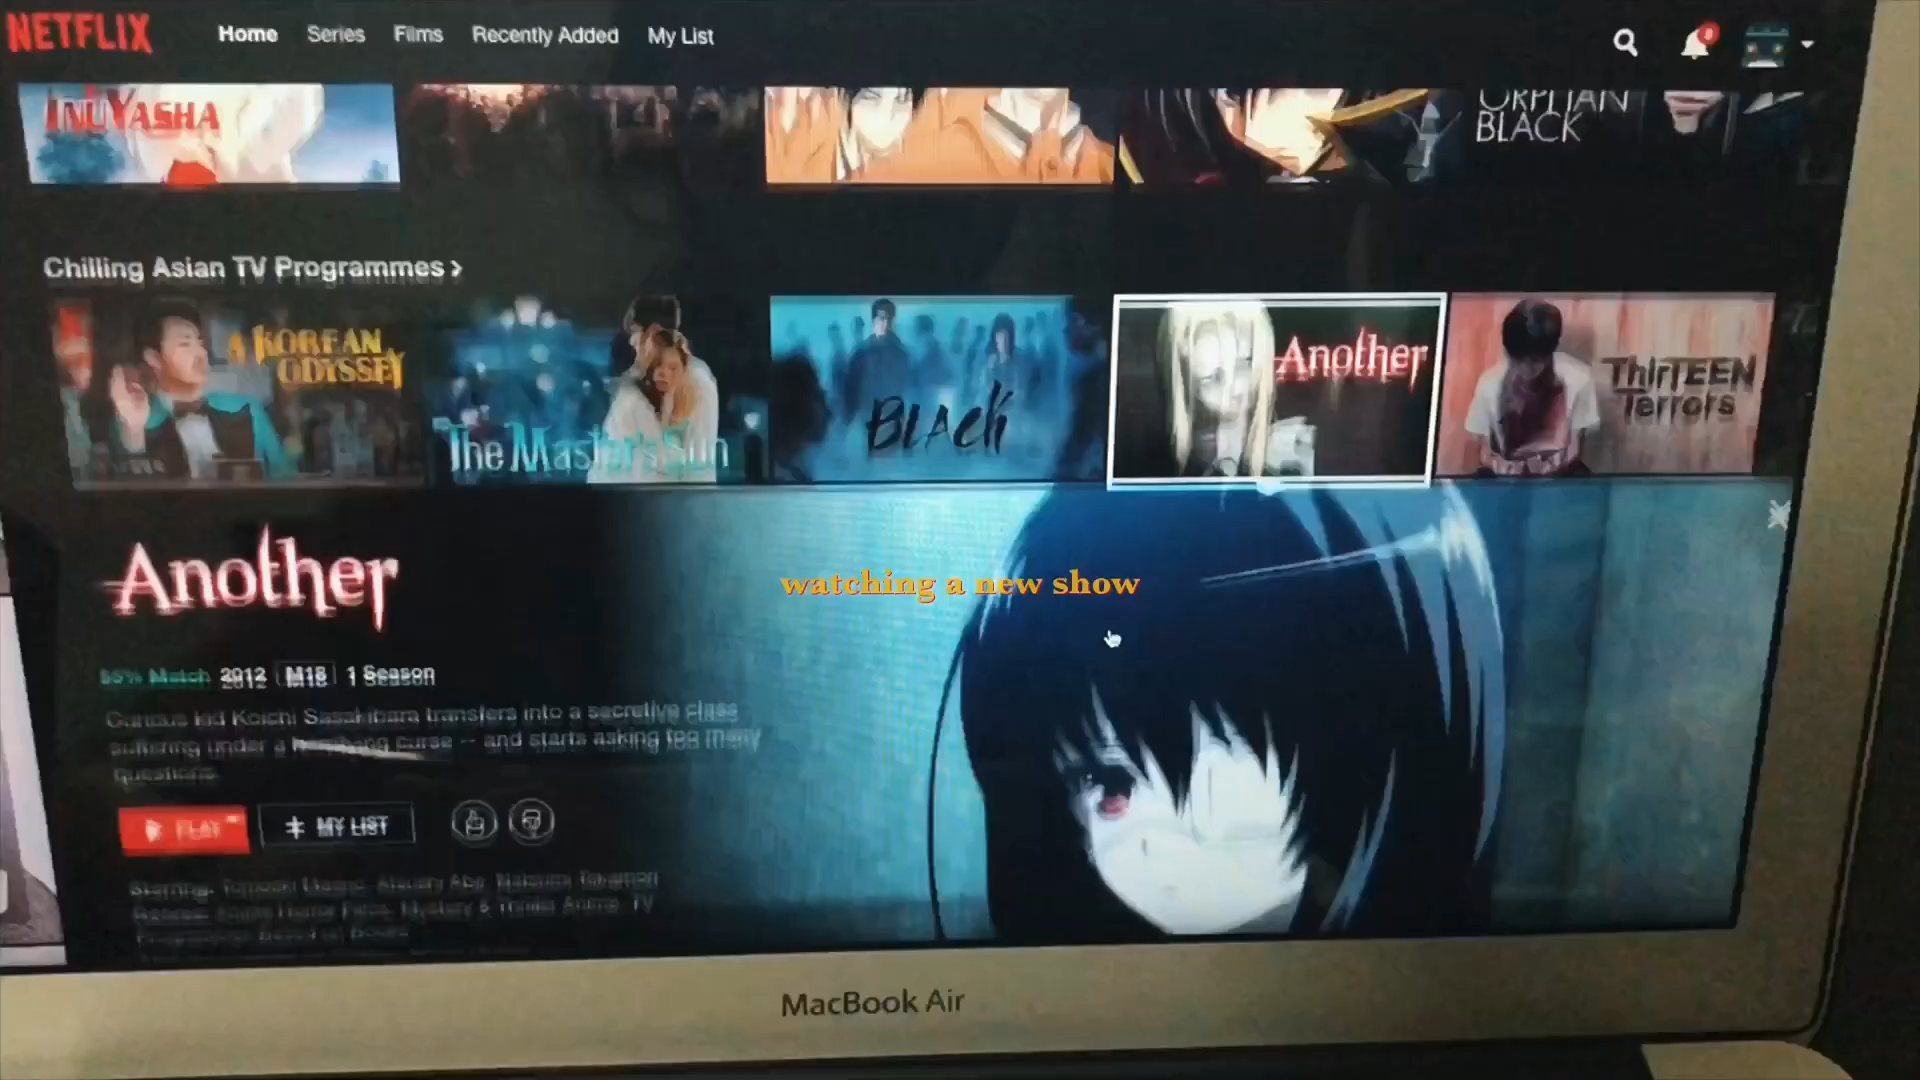 NETFLIX
Home Series Films Recently Added My List
INUYASHA
ORPHAN
BLACK
Chilling Asian TV Programmes >
A KOREAN
ODYSSEY
The Master's Sun
BLACK
Another
THIRTEEN
Terrors
Another
watching a new show
Match 2012 M18 1 Season
Curious kid Koichi Sasakibara transfers into a secretive class
suffering under a curse -- and starts asking too many
questions.
PLAY + MY LIST
MacBook Air